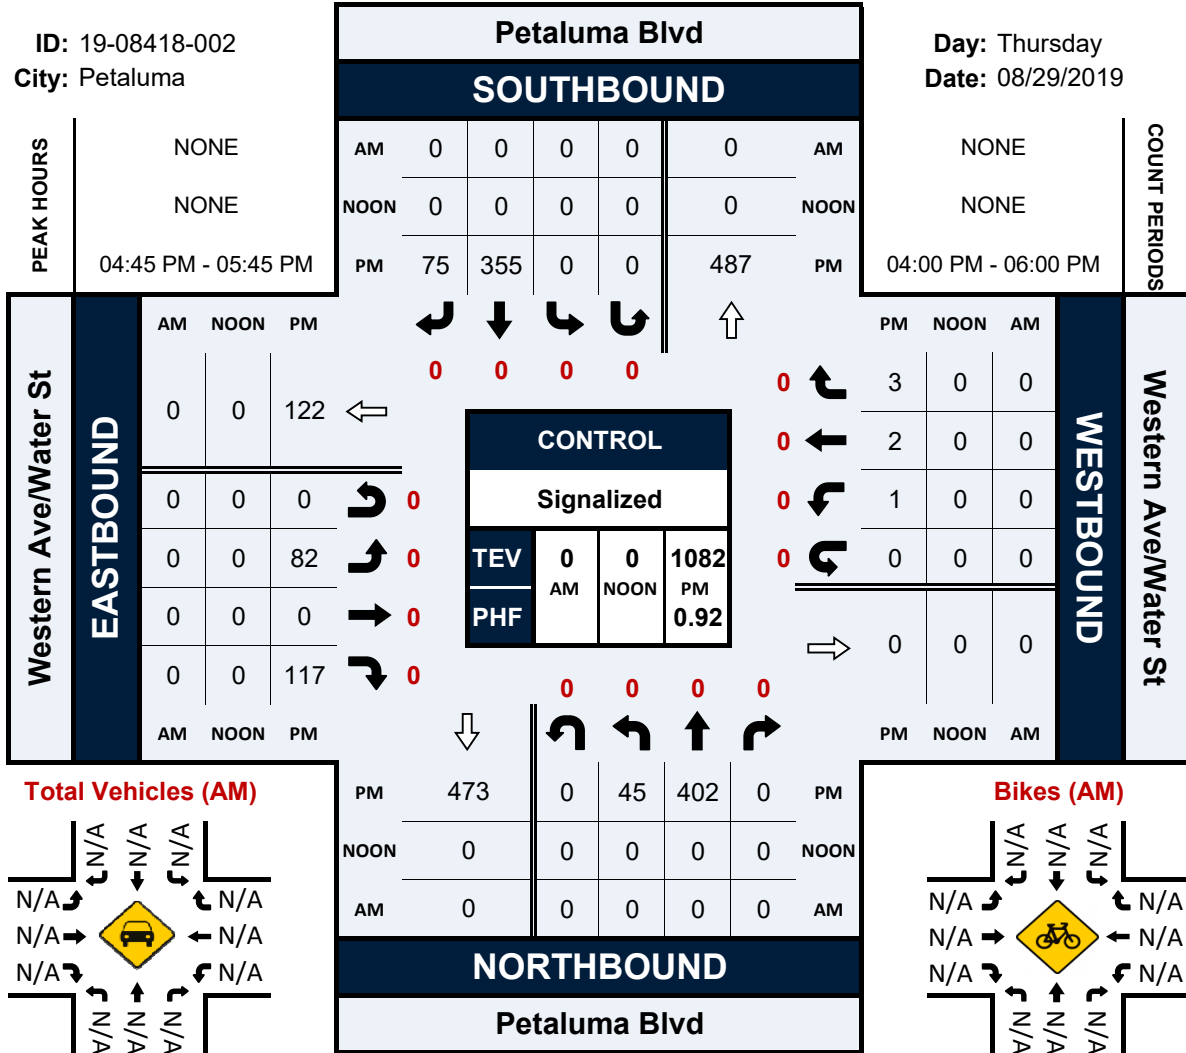 ID: 19-08418-002
City: Petaluma
Petaluma Blvd
SOUTHBOUND
Day: Thursday
Date: 08/29/2019
PEAK HOURS
NONE
NONE
04:45 PM - 05:45 PM
AM 0 0 0 0 0 AM
NOON 0 0 0 0 0 NOON
PM 75 355 0 0 487 PM
0 0 0 0
NONE
NONE
04:00 PM - 06:00 PM
COUNT PERIODS
Western Ave/Water St
EASTBOUND
AM NOON PM
0 0 122
0 0 0 0
0 0 82 0
0 0 0 0
0 0 117 0
AM NOON PM
CONTROL
Signalized
TEV 0 0 1082
AM NOON PM
PHF 0.92
PM NOON AM
0 3 0 0
0 2 0 0
0 1 0 0
0 0 0 0
0 0 0
PM NOON AM
WESTBOUND
Western Ave/Water St
0 0 0 0
PM 473 0 45 402 0 PM
NOON 0 0 0 0 0 NOON
AM 0 0 0 0 0 AM
NORTHBOUND
Petaluma Blvd
Total Vehicles (AM)
N/A N/A N/A
N/A N/A
N/A N/A
N/A N/A
N/A N/A N/A
Bikes (AM)
N/A N/A N/A
N/A N/A
N/A N/A
N/A N/A
N/A N/A N/A